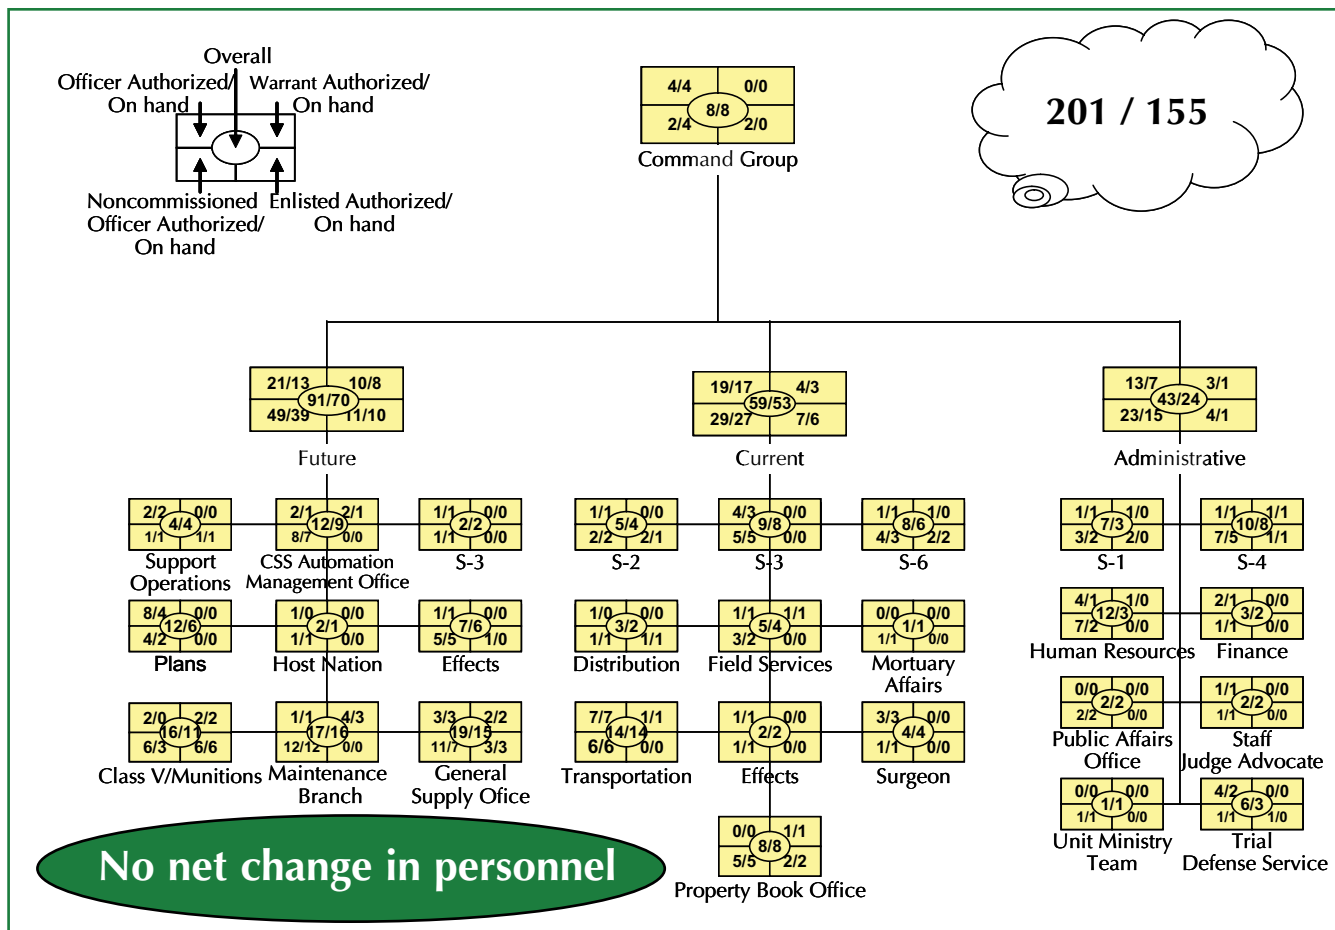 Overall
Officer Authorized/
On hand
Warrant Authorized/
On hand
Noncommissioned
Officer Authorized/
On hand
Enlisted Authorized/
On hand
4/4 0/0
8/8
2/4 2/0
Command Group
201 / 155
21/13 10/8
91/70
49/39 11/10
Future
19/17 4/3
59/53
29/27 7/6
Current
13/7 3/1
43/24
23/15 4/1
Administrative
2/2 0/0
4/4
1/1 1/1
Support
Operations
2/1 2/1
12/9
8/7 0/0
CSS Automation
Management Office
1/1 0/0
2/2
1/1 0/0
S-3
1/1 0/0
5/4
2/2 2/1
S-2
4/3 0/0
9/8
5/5 0/0
S-3
1/1 1/0
8/6
4/3 2/2
S-6
1/1 1/0
7/3
3/2 2/0
S-1
1/1 1/1
10/8
7/5 1/1
S-4
8/4 0/0
12/6
4/2 0/0
Plans
1/0 0/0
2/1
1/1 0/0
Host Nation
1/1 0/0
7/6
5/5 1/0
Effects
1/0 0/0
3/2
1/1 1/1
Distribution
1/1 1/1
5/4
3/2 0/0
Field Services
0/0 0/0
1/1
1/1 0/0
Mortuary
Affairs
4/1 1/0
12/3
7/2 0/0
Human Resources
2/1 0/0
3/2
1/1 0/0
Finance
2/0 2/2
16/11
6/3 6/6
Class V/Munitions
1/1 4/3
17/16
12/12 0/0
Maintenance
Branch
3/3 2/2
19/15
11/7 3/3
General
Supply Ofice
7/7 1/1
14/14
6/6 0/0
Transportation
1/1 0/0
2/2
1/1 0/0
Effects
3/3 0/0
4/4
1/1 0/0
Surgeon
0/0 0/0
2/2
2/2 0/0
Public Affairs
Office
1/1 0/0
2/2
1/1 0/0
Staff
Judge Advocate
0/0 0/0
1/1
1/1 0/0
Unit Ministry
Team
4/2 0/0
6/3
1/1 1/0
Trial
Defense Service
0/0 1/1
8/8
5/5 2/2
Property Book Office
No net change in personnel